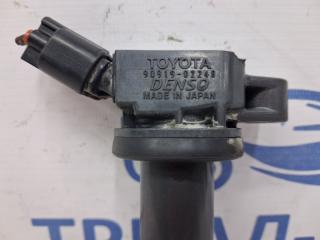 TOYOTA
90919-02248
DENSO
MADE IN JAPAN